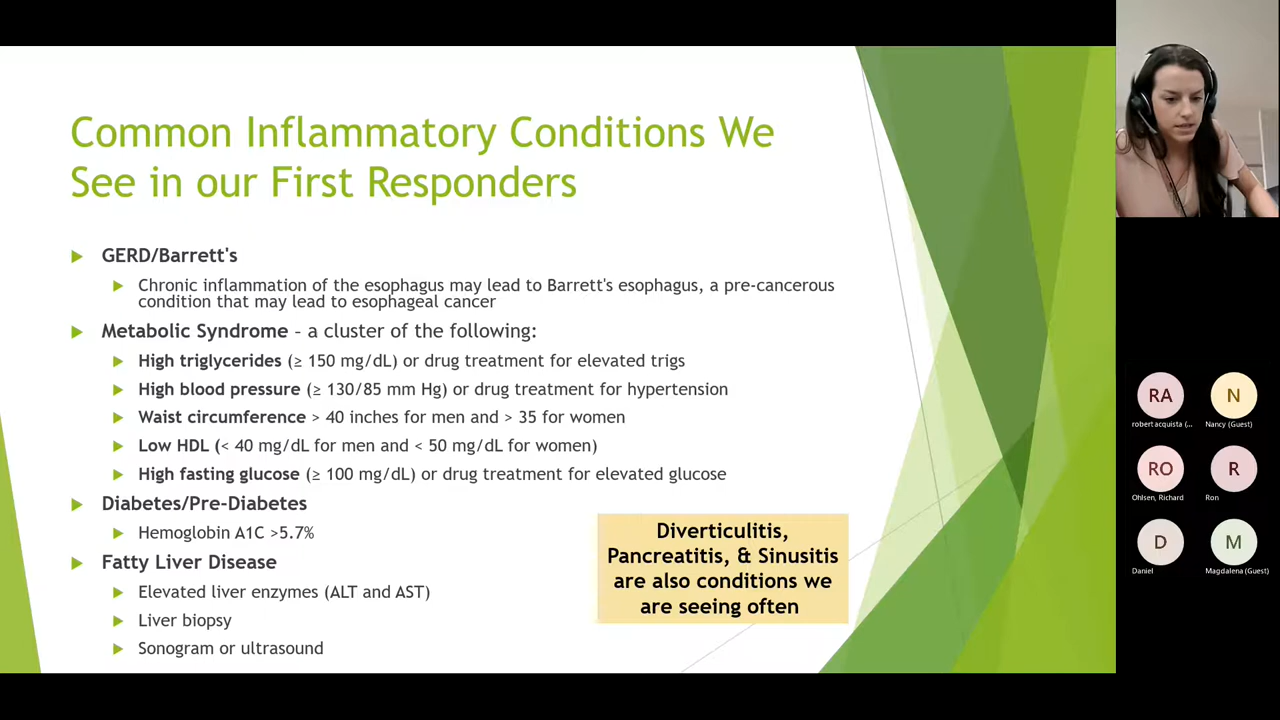 Common Inflammatory Conditions We
See in our First Responders
GERD/Barrett's
Chronic inflammation of the esophagus may lead to Barrett's esophagus, a pre-cancerous
condition that may lead to esophageal cancer
Metabolic Syndrome – a cluster of the following:
High triglycerides (≥ 150 mg/dL) or drug treatment for elevated trigs
High blood pressure (≥ 130/85 mm Hg) or drug treatment for hypertension
Waist circumference > 40 inches for men and > 35 for women
Low HDL (< 40 mg/dL for men and < 50 mg/dL for women)
High fasting glucose (≥ 100 mg/dL) or drug treatment for elevated glucose
Diabetes/Pre-Diabetes
Hemoglobin A1C >5.7%
Fatty Liver Disease
Elevated liver enzymes (ALT and AST)
Liver biopsy
Sonogram or ultrasound
Diverticulitis,
Pancreatitis, & Sinusitis
are also conditions we
are seeing often
RA
robert acquista (...
N
Nancy (Guest)
RO
Ohlsen, Richard
R
Ron
D
Daniel
M
Magdalena (Guest)